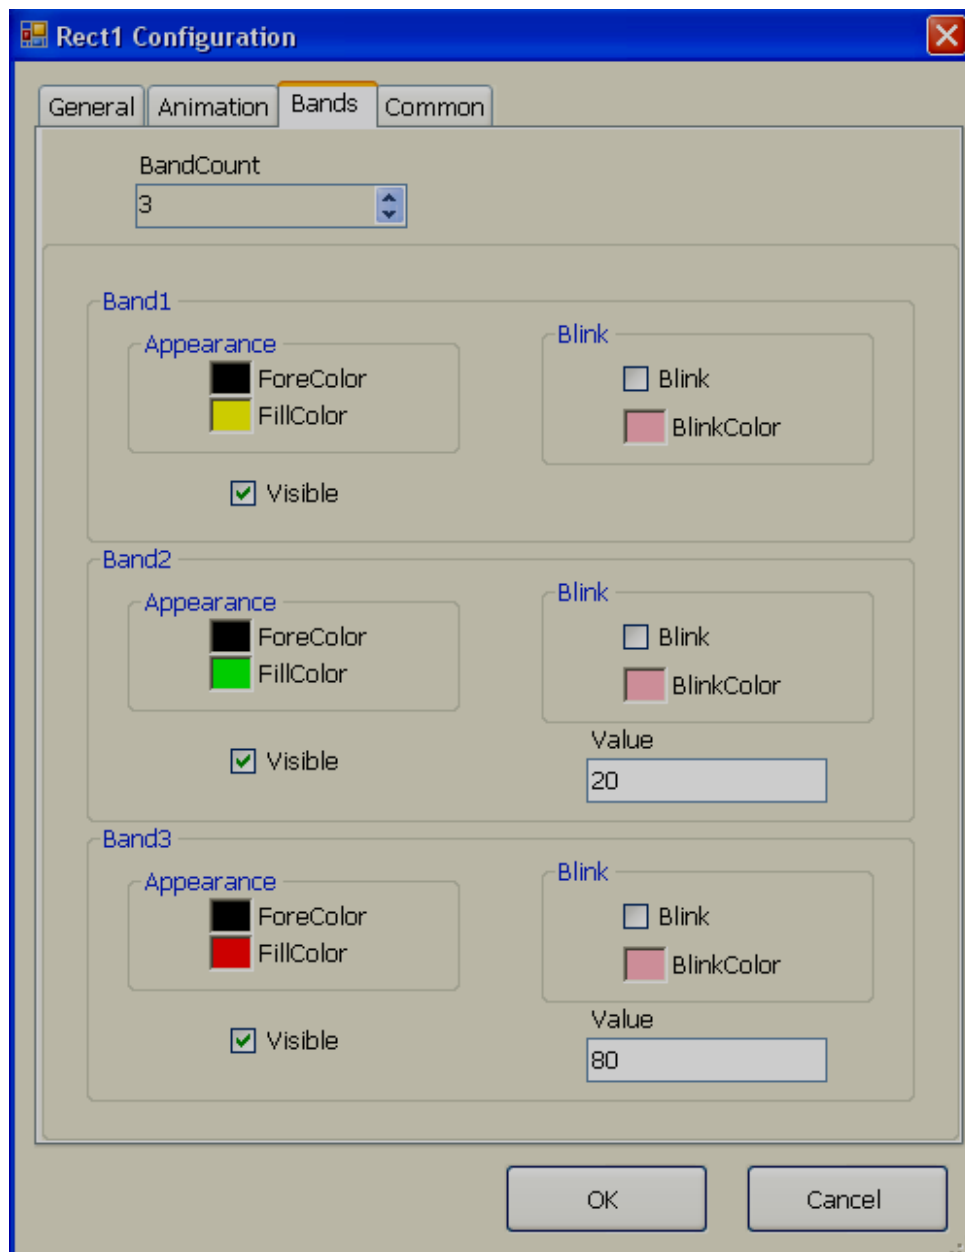 Rect1 Configuration
General Animation Bands Common
BandCount
3
Band1
Appearance
ForeColor
FillColor
Visible
Blink
Blink
BlinkColor
Band2
Appearance
ForeColor
FillColor
Visible
Blink
Blink
BlinkColor
Value
20
Band3
Appearance
ForeColor
FillColor
Visible
Blink
Blink
BlinkColor
Value
80
OK Cancel